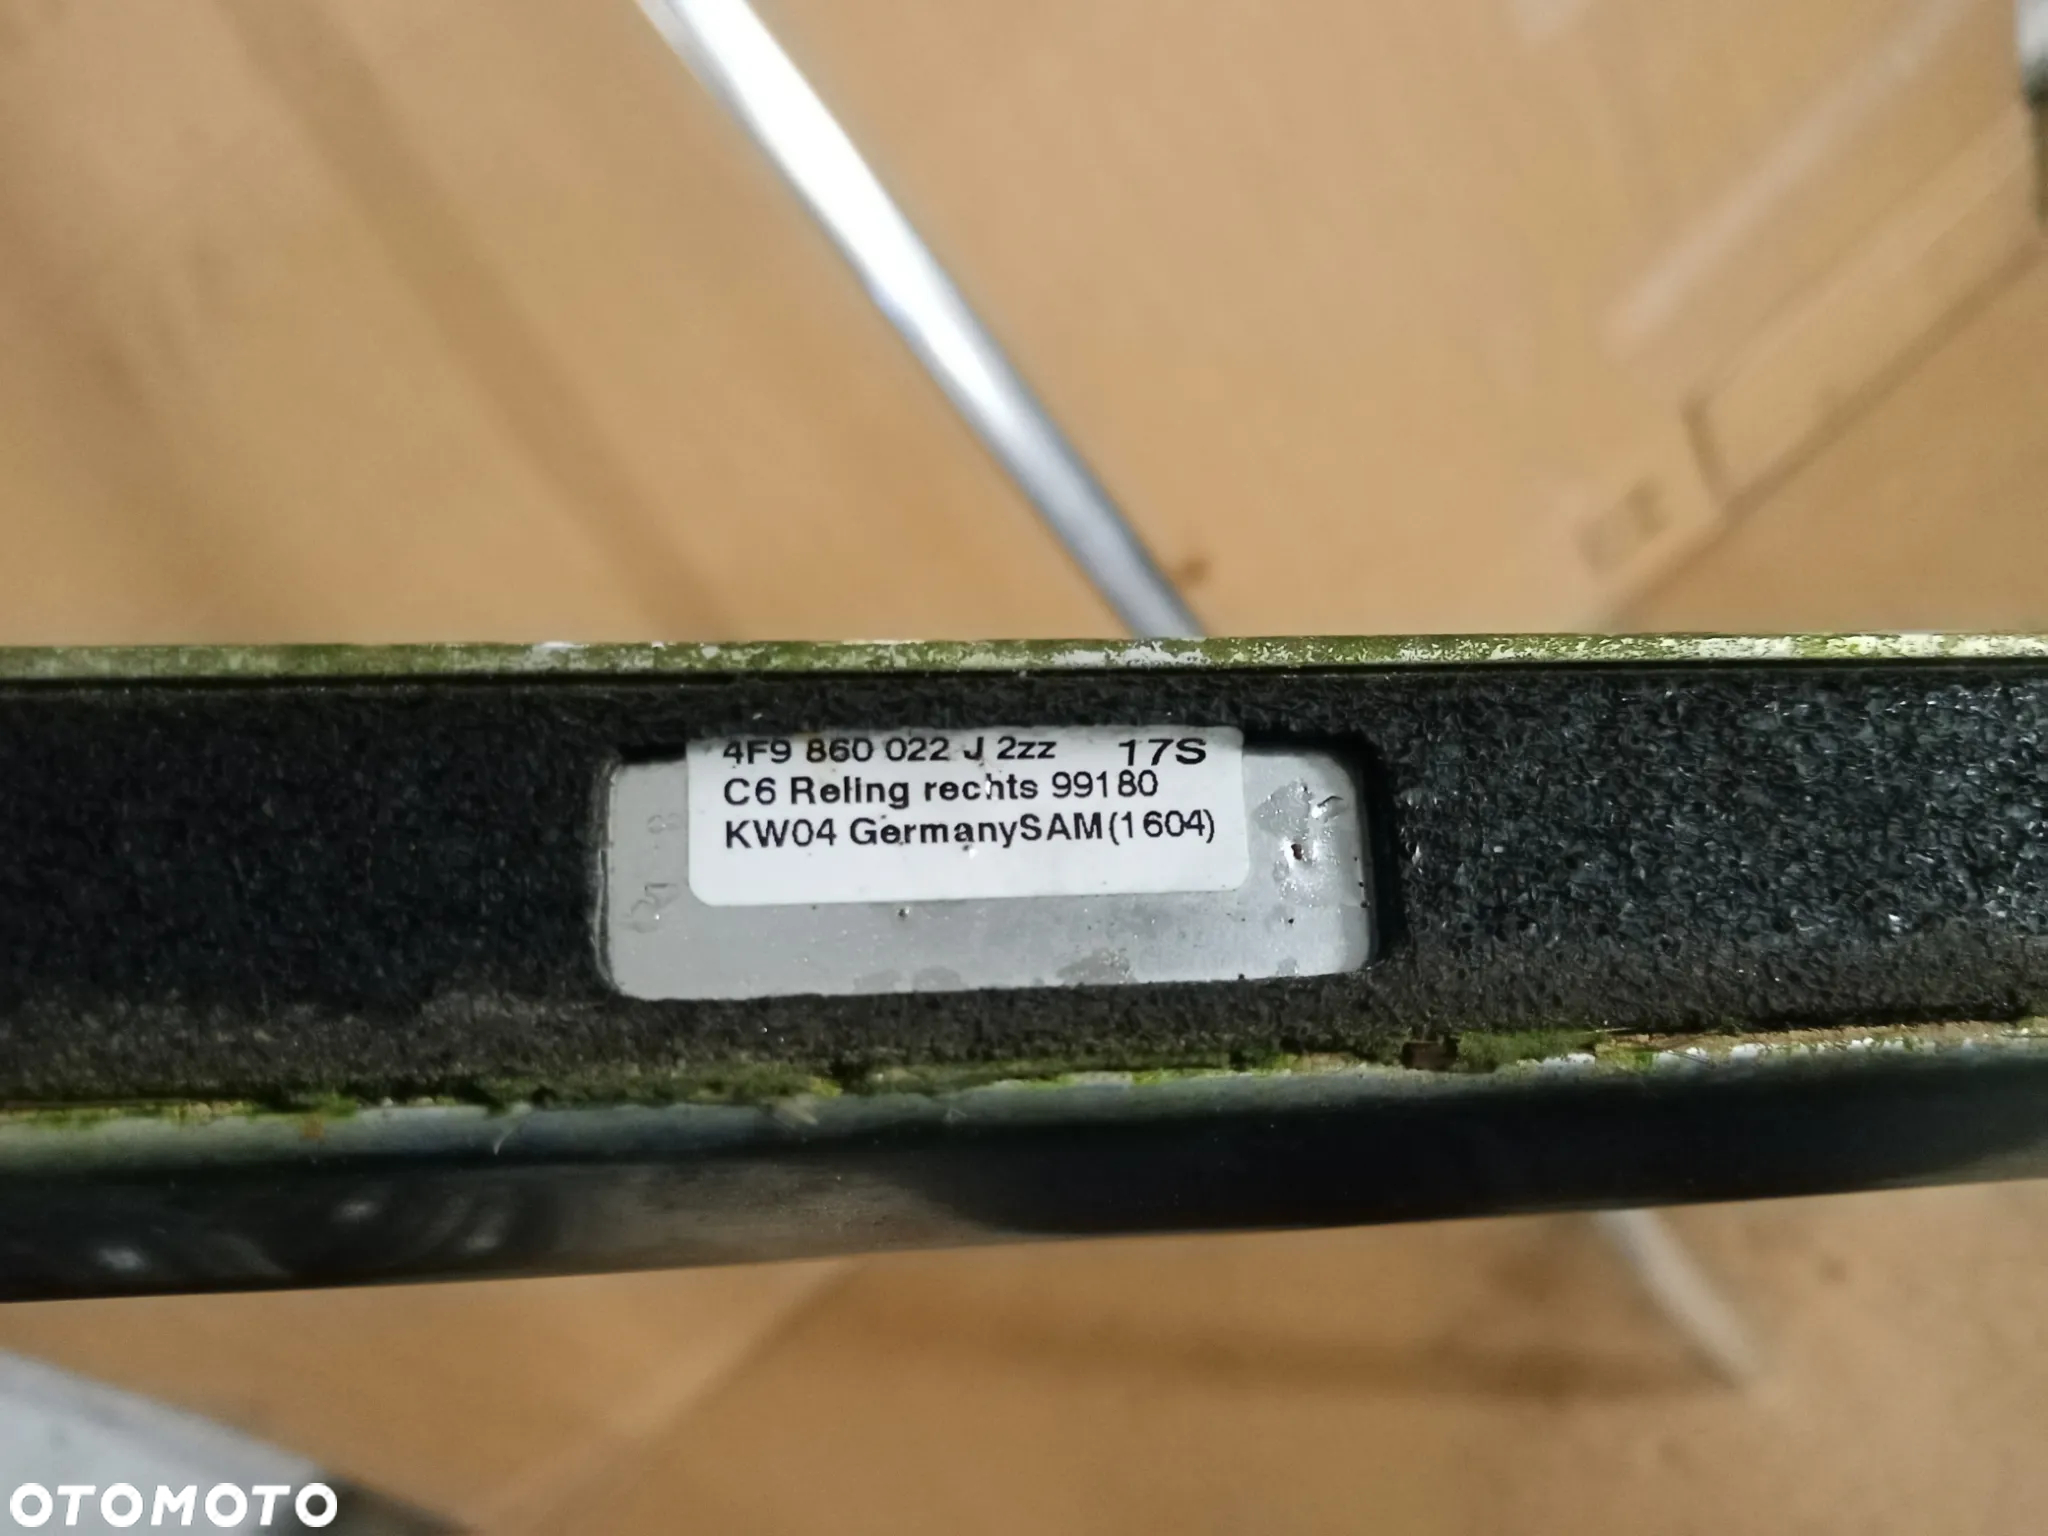 4F9 860 022 J 2zz 17S
C6 Reling rechts 99180
KW04 GermanySAM(1604)
OTOMOTO